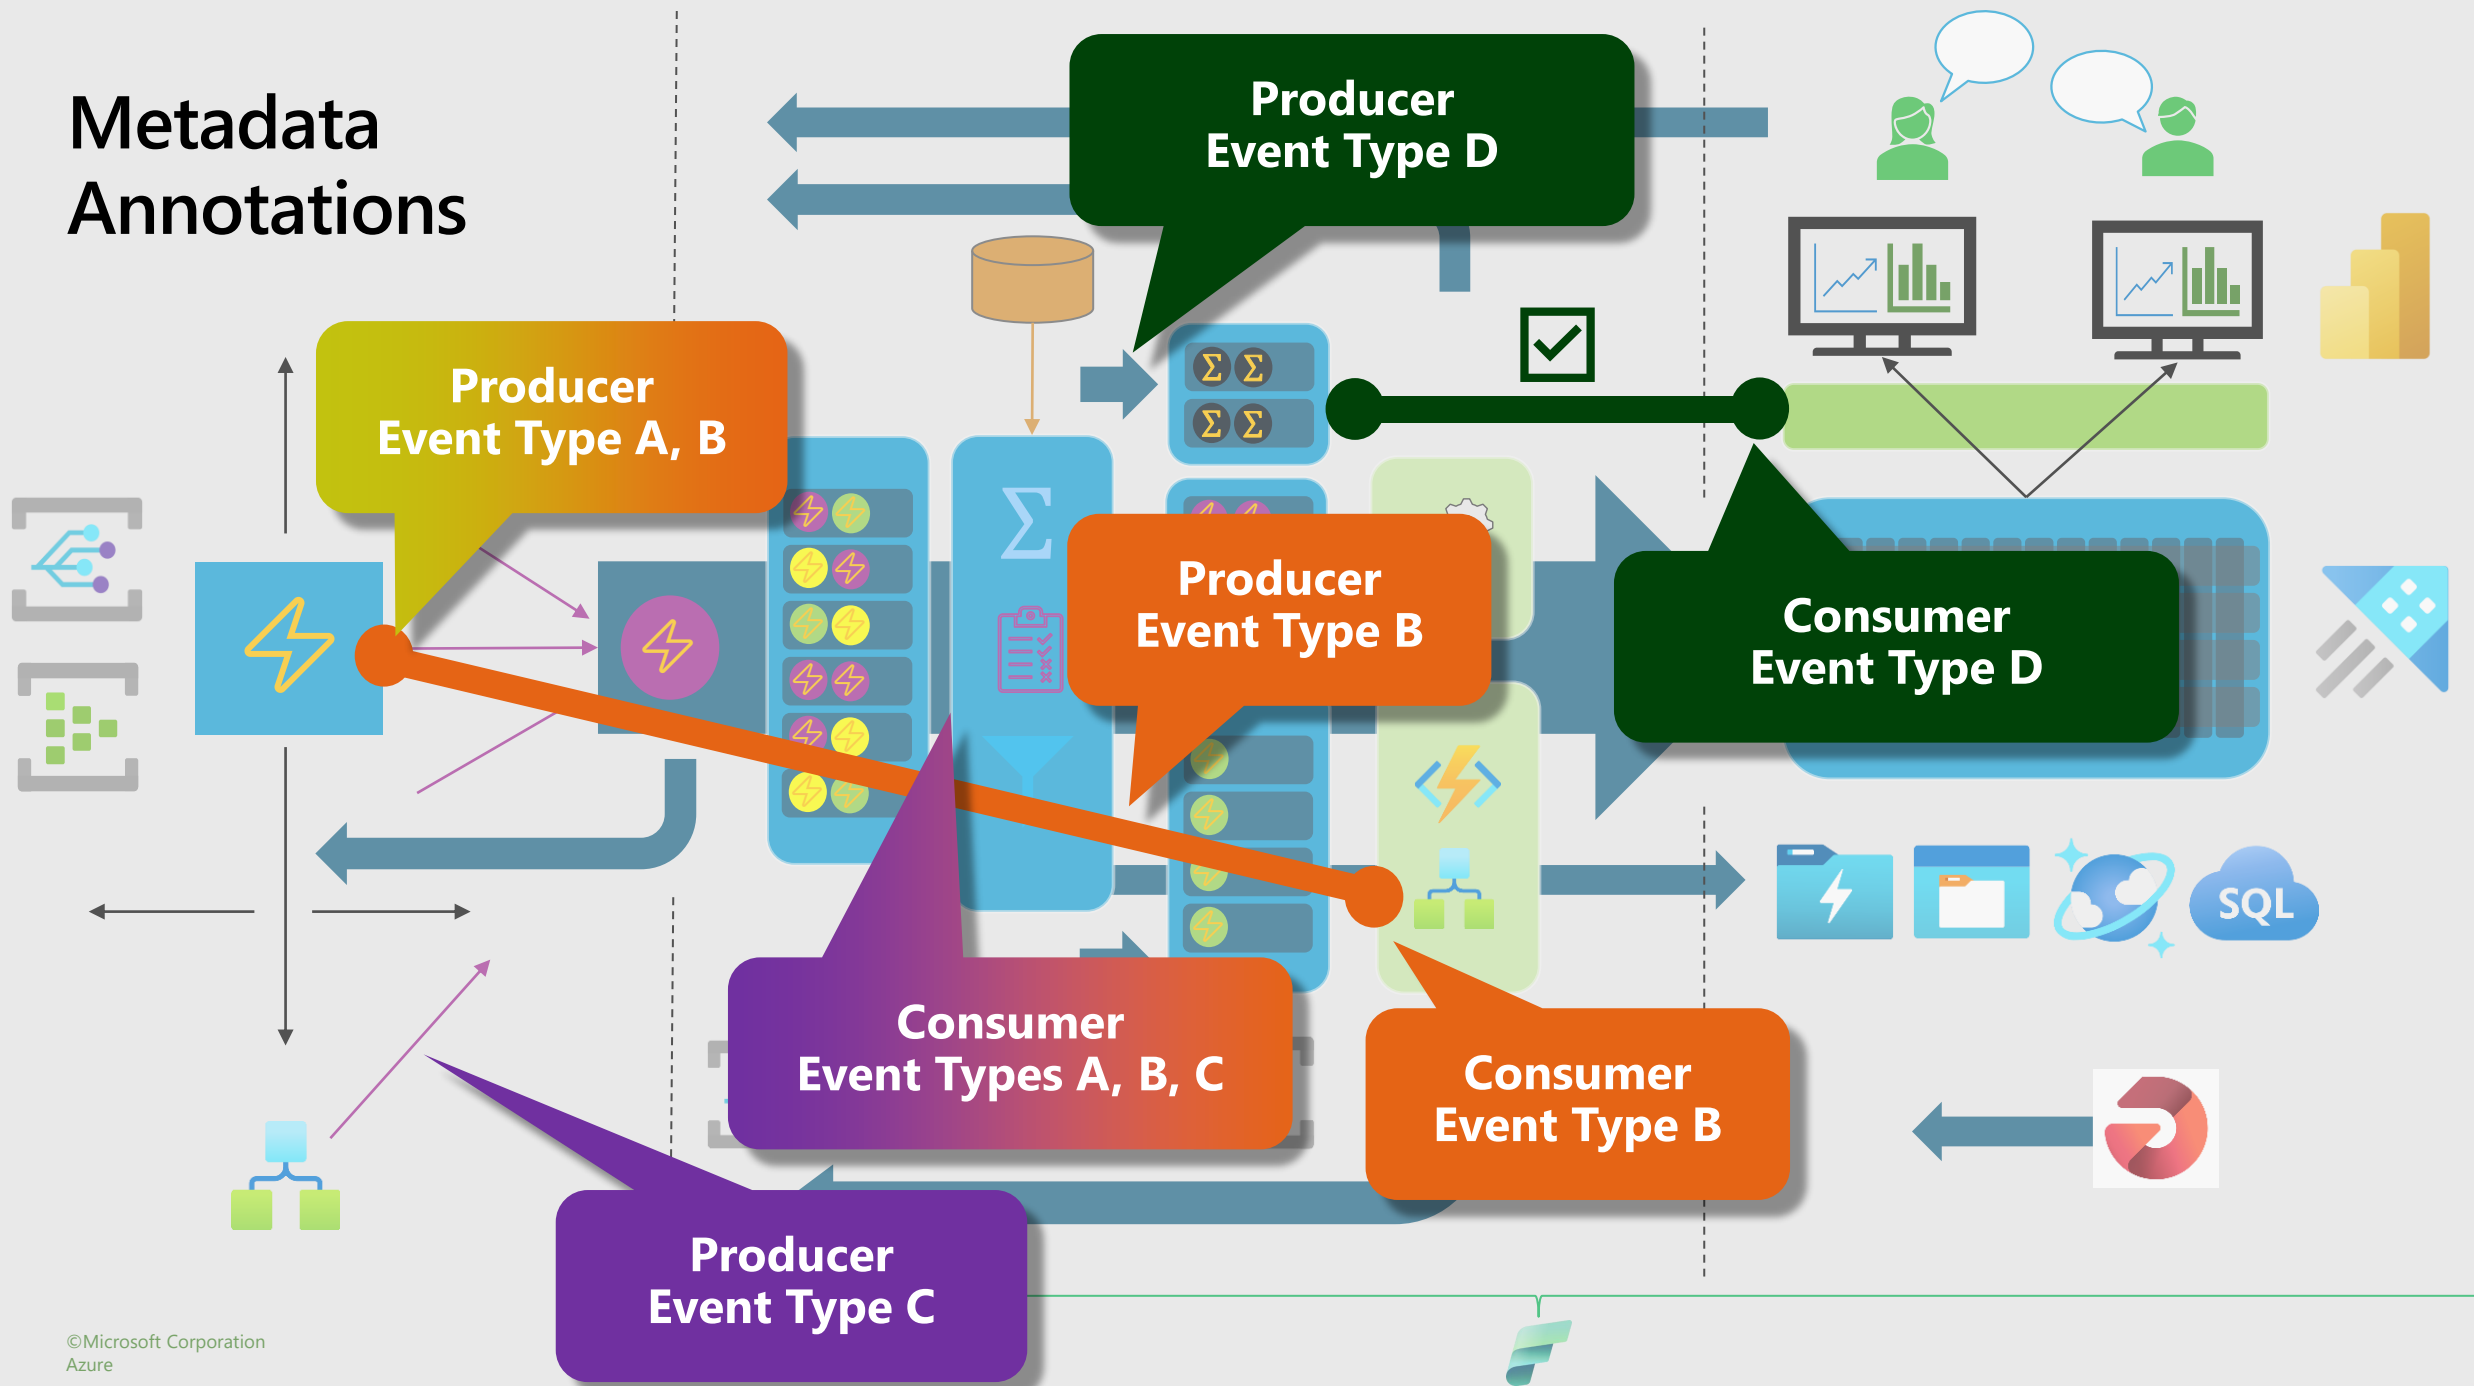 Metadata
Annotations
Producer
Event Type D
Producer
Event Type A, B
Producer
Event Type B
Consumer
Event Type D
SQL
Consumer
Event Types A, B, C
Consumer
Event Type B
Producer
Event Type C
©Microsoft Corporation
Azure